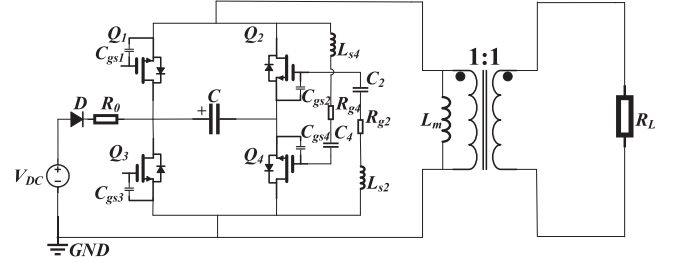 Q1
Cgs1
Q2
Ls4
1:1
C2
Cgs2
Rg4
D
R0
+
C
Rg2
Lm
RL
Cgs4
C4
Q3
Q4
VDC
+
−
Cgs3
Ls2
GND